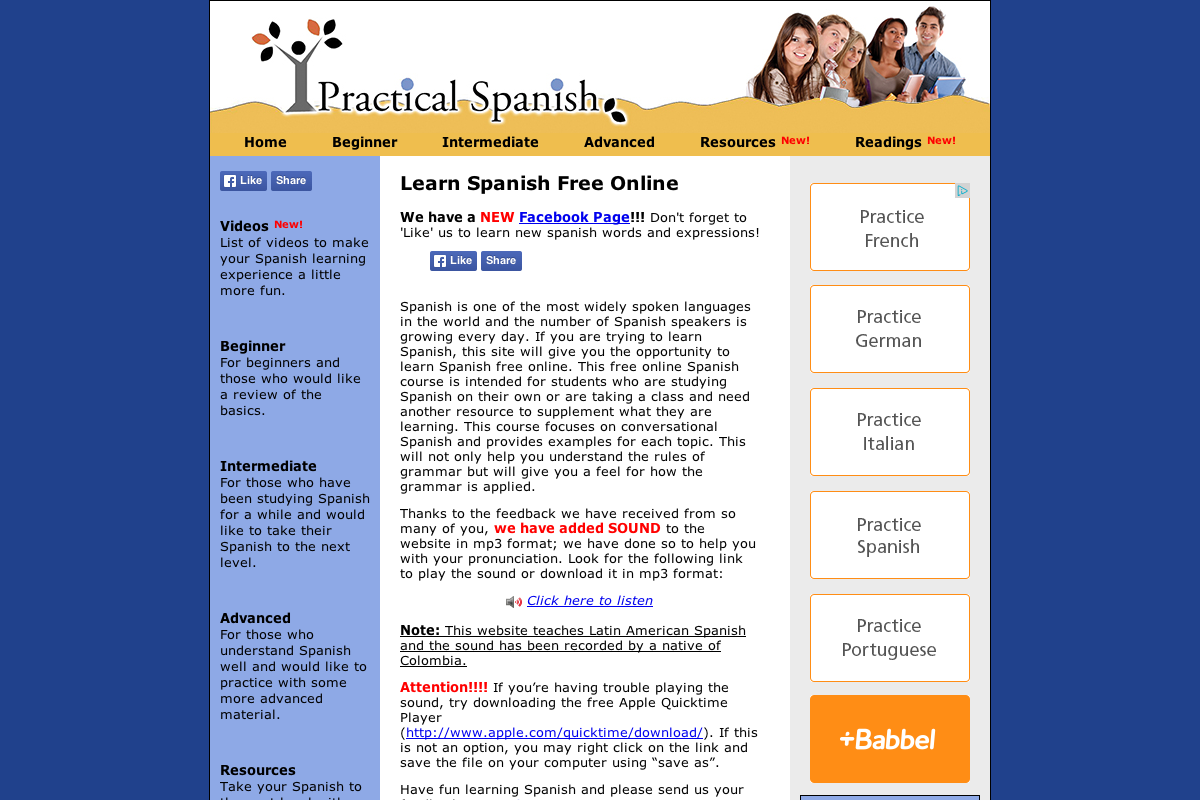 Practical Spanish
Home Beginner Intermediate Advanced Resources New! Readings New!
Like Share
Videos New!
List of videos to make
your Spanish learning
experience a little
more fun.
Beginner
For beginners and
those who would like
a review of the
basics.
Intermediate
For those who have
been studying Spanish
for a while and would
like to take their
Spanish to the next
level.
Advanced
For those who
understand Spanish
well and would like to
practice with some
more advanced
material.
Resources
Take your Spanish to
Learn Spanish Free Online
We have a NEW Facebook Page!!! Don't forget to
'Like' us to learn new spanish words and expressions!
Like Share
Spanish is one of the most widely spoken languages
in the world and the number of Spanish speakers is
growing every day. If you are trying to learn
Spanish, this site will give you the opportunity to
learn Spanish free online. This free online Spanish
course is intended for students who are studying
Spanish on their own or are taking a class and need
another resource to supplement what they are
learning. This course focuses on conversational
Spanish and provides examples for each topic. This
will not only help you understand the rules of
grammar but will give you a feel for how the
grammar is applied.
Thanks to the feedback we have received from so
many of you, we have added SOUND to the
website in mp3 format; we have done so to help you
with your pronunciation. Look for the following link
to play the sound or download it in mp3 format:
Click here to listen
Note: This website teaches Latin American Spanish
and the sound has been recorded by a native of
Colombia.
Attention!!!! If you’re having trouble playing the
sound, try downloading the free Apple Quicktime
Player
(http://www.apple.com/quicktime/download/). If this
is not an option, you may right click on the link and
save the file on your computer using “save as”.
Have fun learning Spanish and please send us your
Practice
French
Practice
German
Practice
Italian
Practice
Spanish
Practice
Portuguese
+Babbel